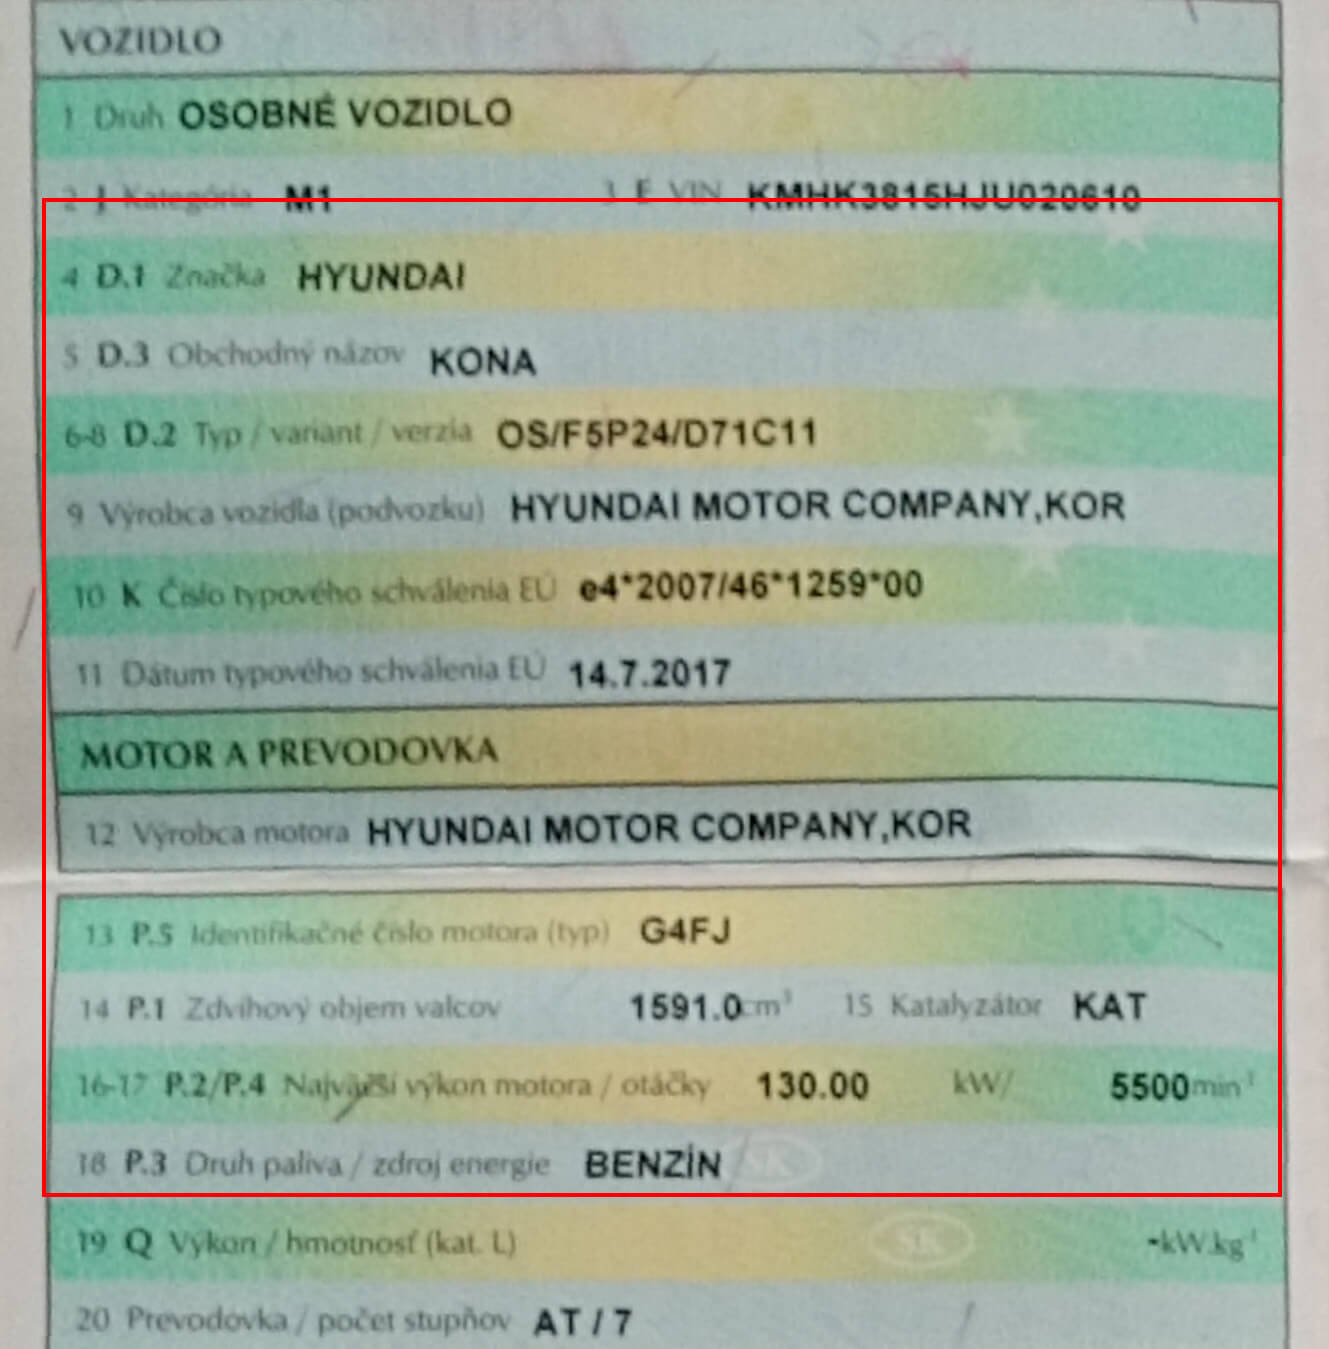 VOZIDLO
1 Druh OSOBNÉ VOZIDLO
2 J Kategória M1 3 E VIN KMHK3815HJU020610
4 D.1 Značka HYUNDAI
5 D.3 Obchodný názov KONA
6-8 D.2 Typ / variant / verzia OS/F5P24/D71C11
9 Výrobca vozidla (podvozku) HYUNDAI MOTOR COMPANY,KOR
10 K Číslo typového schválenia EÚ e4*2007/46*1259*00
11 Dátum typového schválenia EÚ 14.7.2017
MOTOR A PREVODOVKA
12 Výrobca motora HYUNDAI MOTOR COMPANY,KOR
13 P.5 Identifikačné číslo motora (typ) G4FJ
14 P.1 Zdvihový objem valcov 1591.0 cm³ 15 Katalyzátor KAT
16-17 P.2/P.4 Najväčší výkon motora / otáčky 130.00 kW/ 5500 min⁻¹
18 P.3 Druh paliva / zdroj energie BENZÍN SK
19 Q Výkon / hmotnosť (kat. L) SK -kW.kg⁻¹
20 Prevodovka / počet stupňov AT / 7